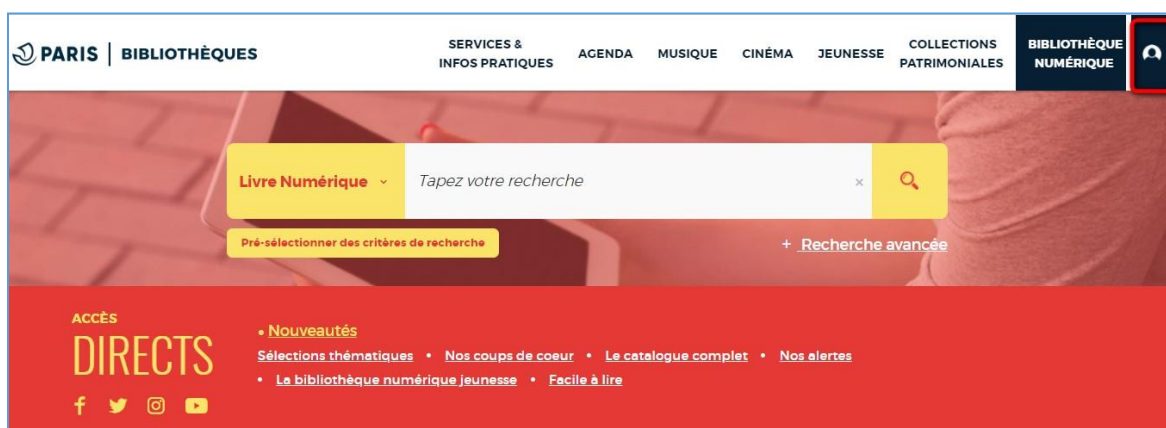 PARIS | BIBLIOTHÈQUES
SERVICES &
INFOS PRATIQUES
AGENDA
MUSIQUE
CINÉMA
JEUNESSE
COLLECTIONS
PATRIMONIALES
BIBLIOTHÈQUE
NUMÉRIQUE
Livre Numérique
Tapez votre recherche
×
Pré-sélectionner des critères de recherche
+ Recherche avancée
ACCÈS
DIRECTS
• Nouveautés
Sélections thématiques • Nos coups de coeur • Le catalogue complet • Nos alertes
• La bibliothèque numérique jeunesse • Facile à lire